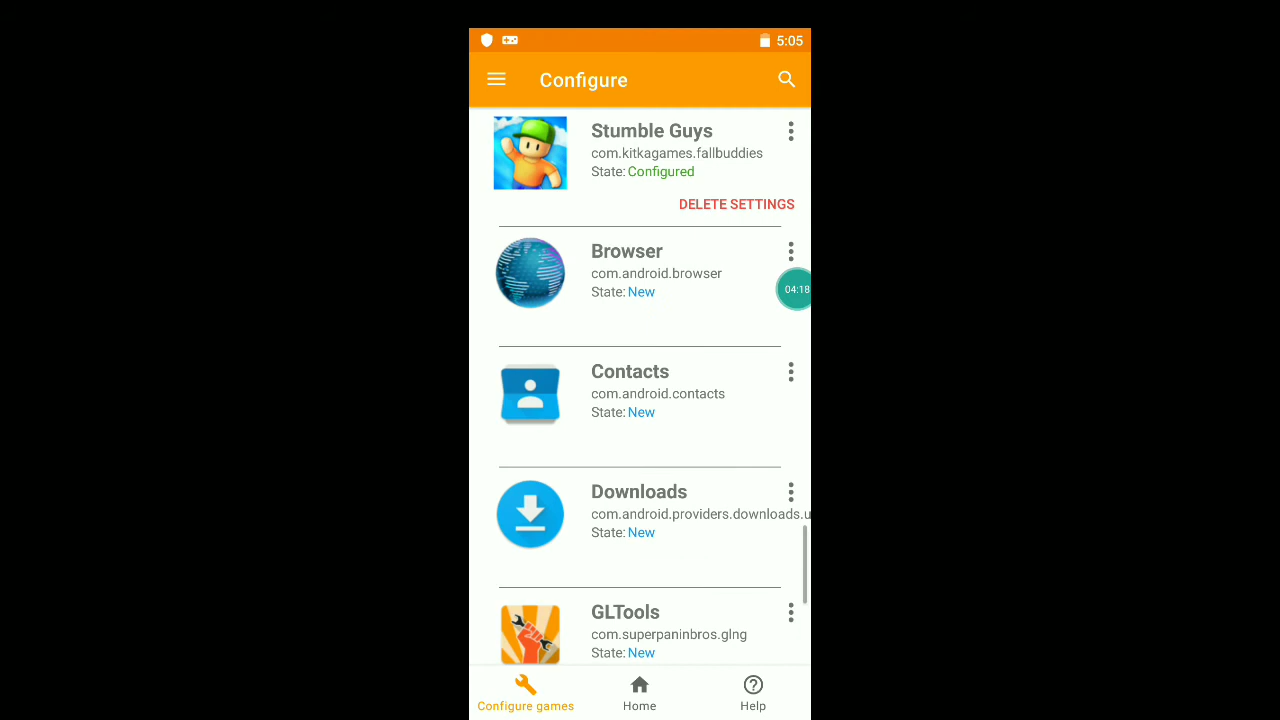 5:05
Configure
Stumble Guys
com.kitkagames.fallbuddies
State: Configured
DELETE SETTINGS
Browser
com.android.browser
State: New
04:18
Contacts
com.android.contacts
State: New
Downloads
com.android.providers.downloads.u
State: New
GLTools
com.superpaninbros.glng
State: New
Configure games
Home
Help